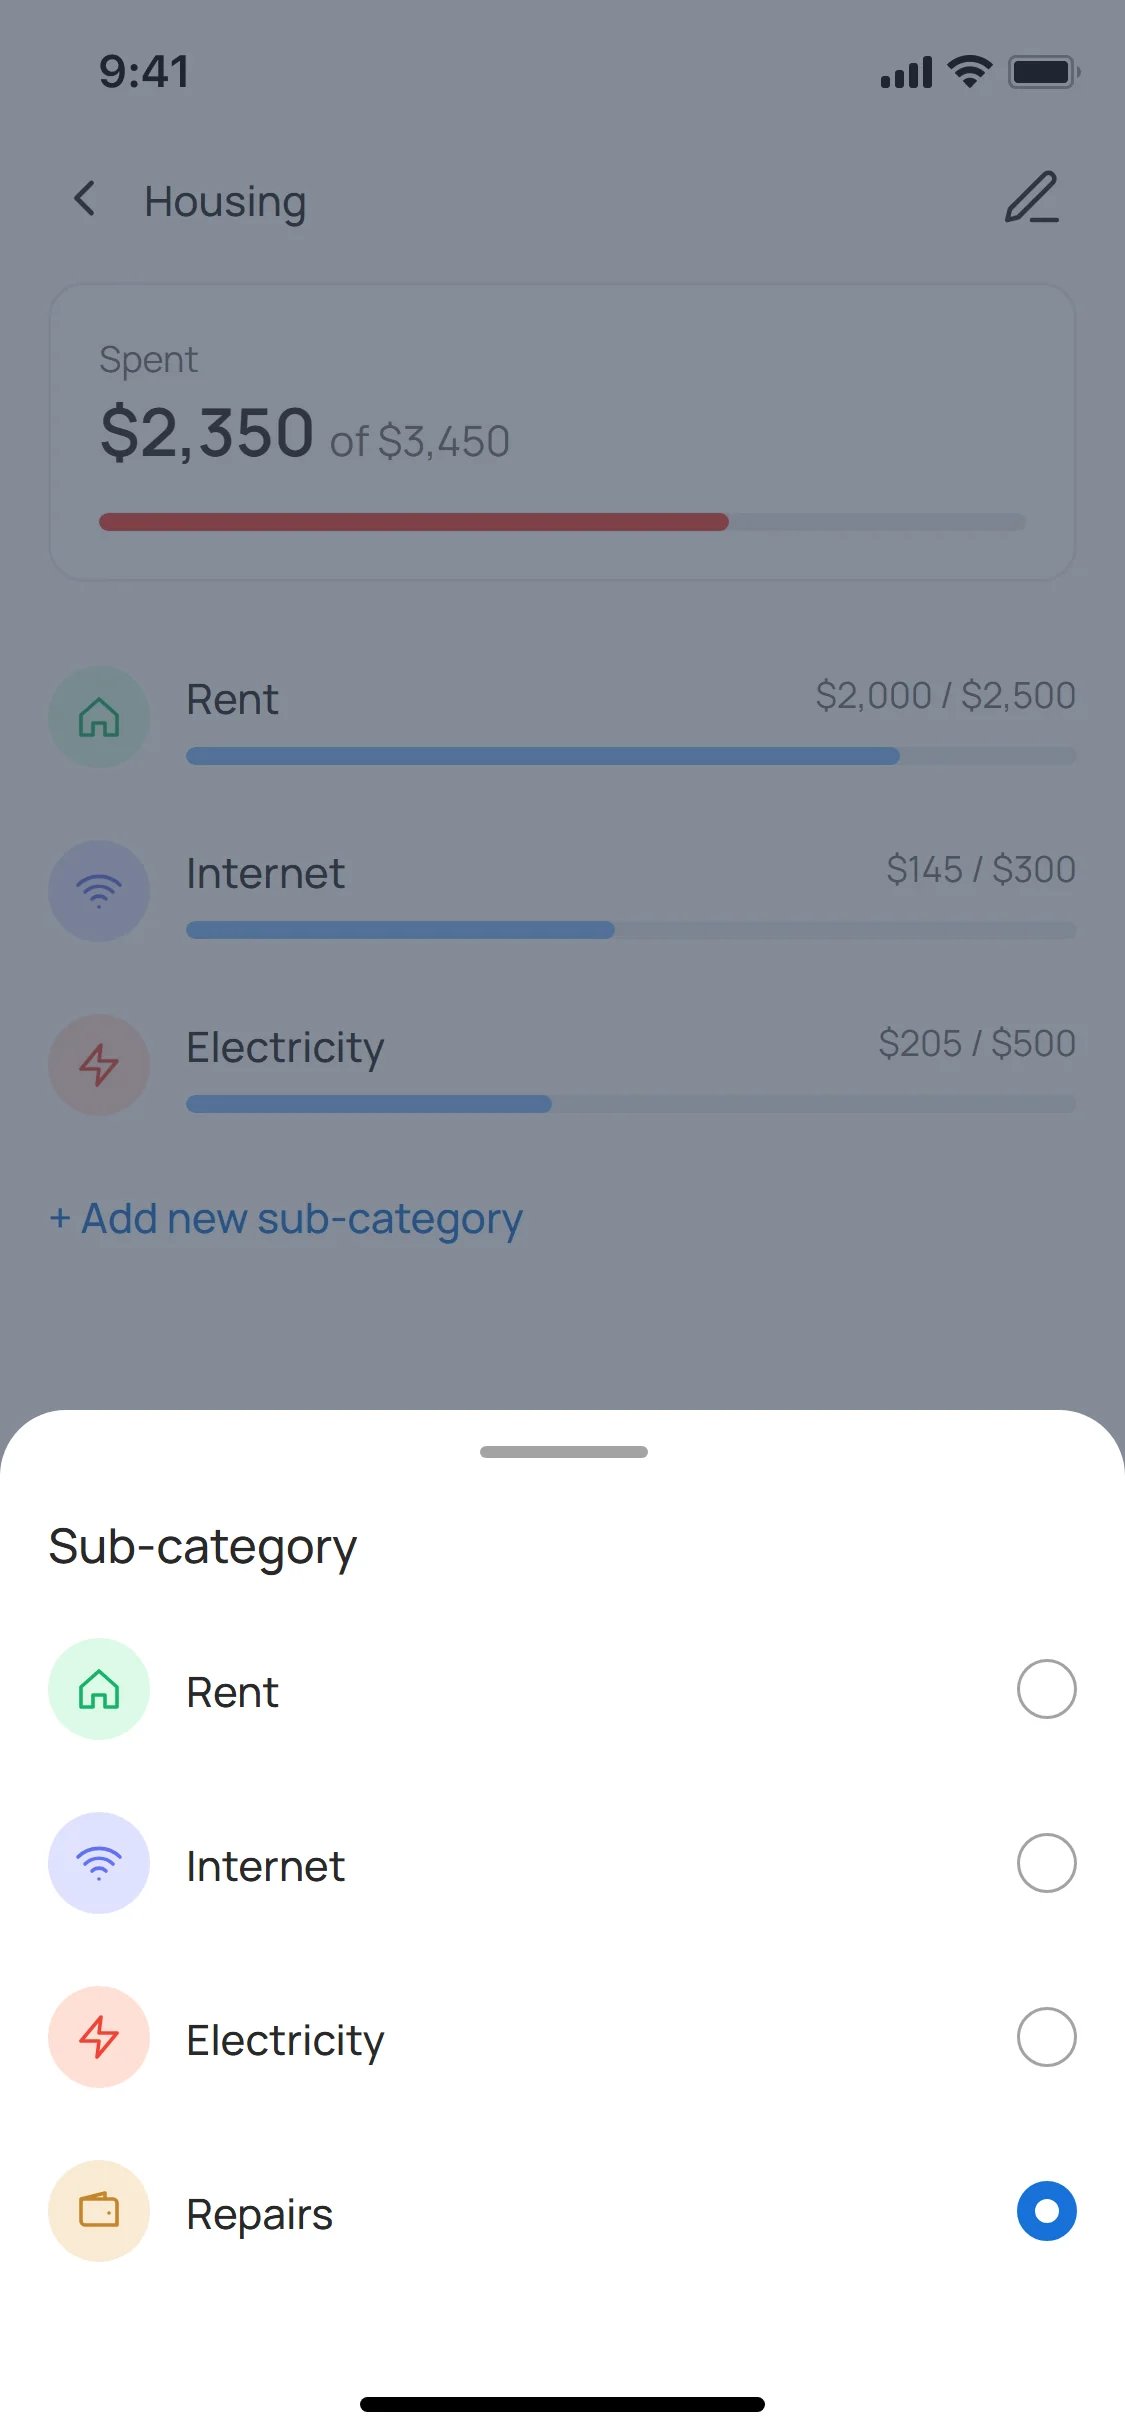 9:41
Housing
Spent
$2,350 of $3,450
Rent
$2,000 / $2,500
Internet
$145 / $300
Electricity
$205 / $500
+ Add new sub-category
Sub-category
Rent
Internet
Electricity
Repairs